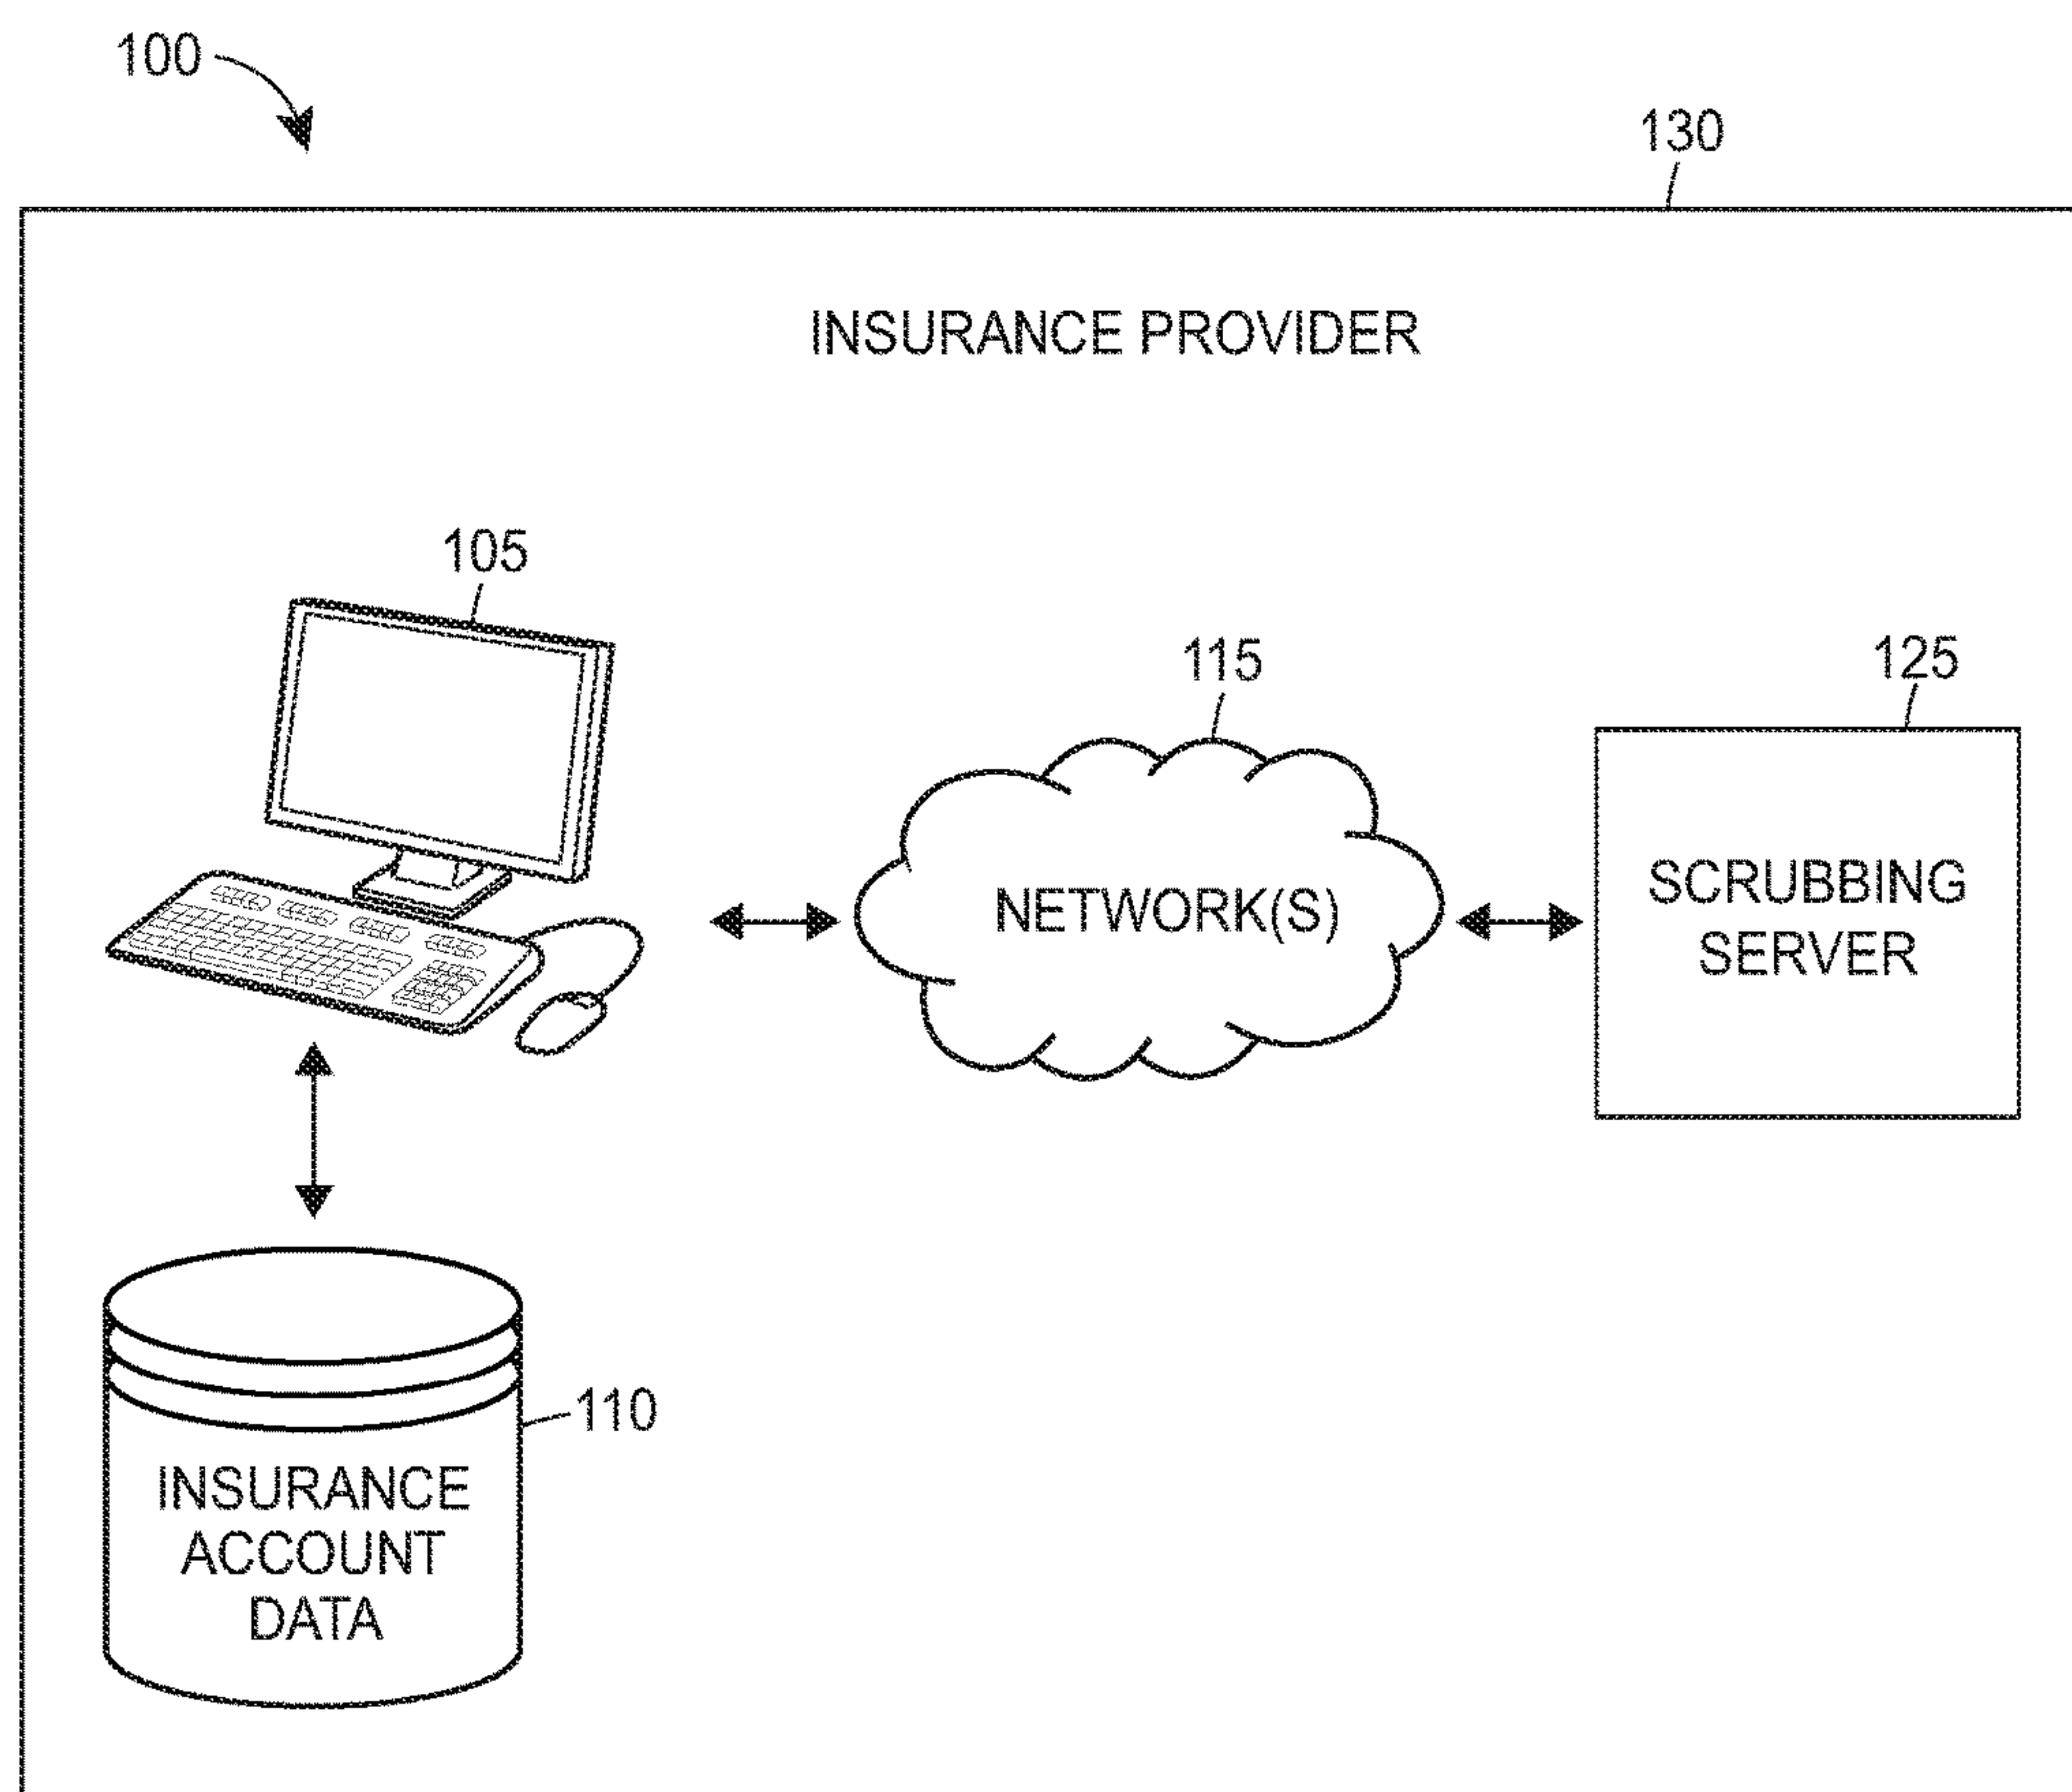 100
130
INSURANCE PROVIDER
105
115
125
NETWORK(S)
SCRUBBING
SERVER
110
INSURANCE
ACCOUNT
DATA